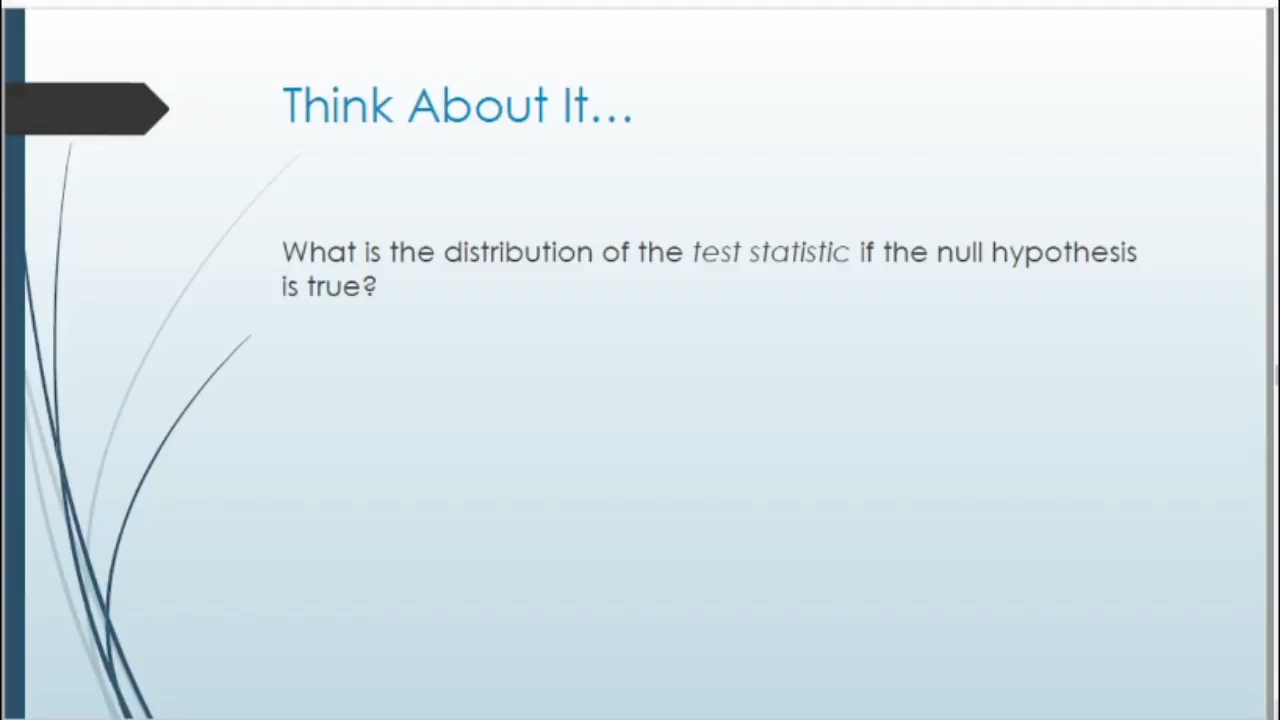 Think About It...
What is the distribution of the test statistic if the null hypothesis
is true?